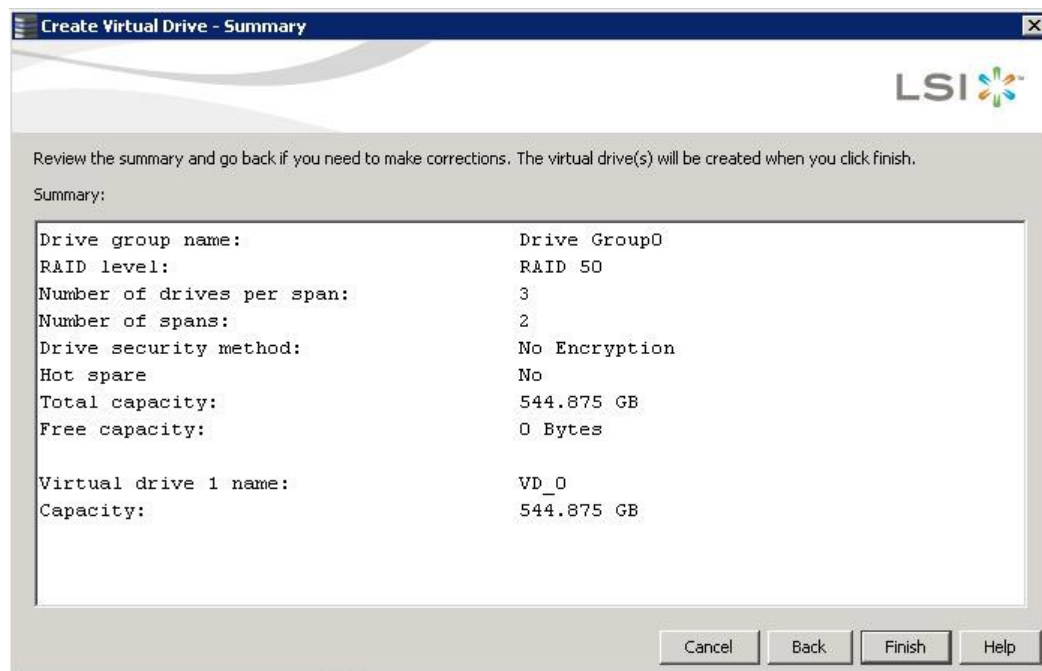 Create Virtual Drive - Summary
LSI
Review the summary and go back if you need to make corrections. The virtual drive(s) will be created when you click finish.
Summary:
Drive group name: Drive Group0
RAID level: RAID 50
Number of drives per span: 3
Number of spans: 2
Drive security method: No Encryption
Hot spare No
Total capacity: 544.875 GB
Free capacity: 0 Bytes
Virtual drive 1 name: VD_0
Capacity: 544.875 GB
Cancel Back Finish Help